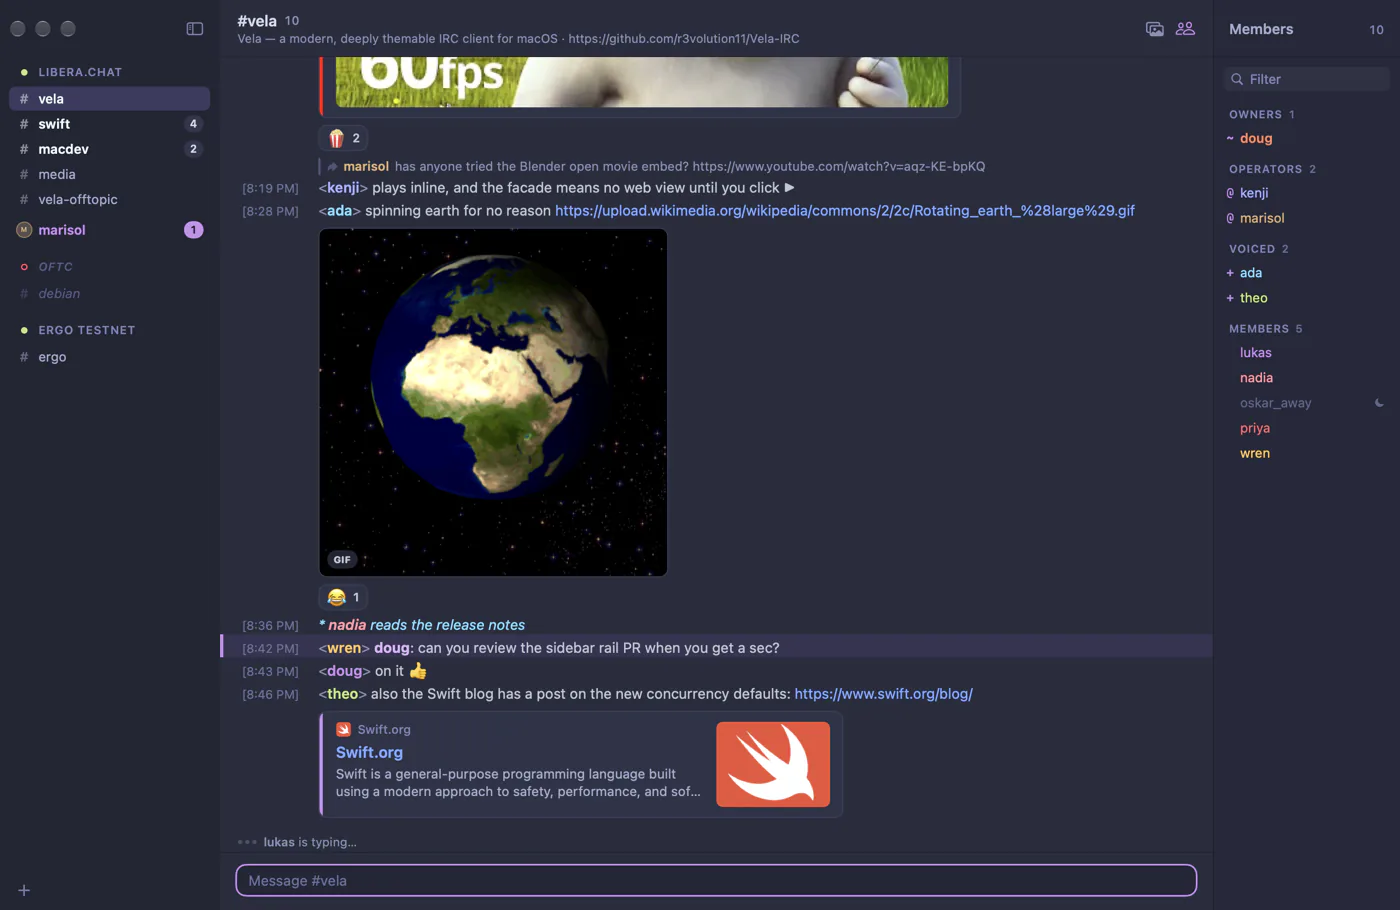 LIBERA.CHAT
# vela
# swift 4
# macdev 2
# media
# vela-offtopic
M marisol 1
OFTC
# debian
ERGO TESTNET
# ergo
+
#vela 10
Vela — a modern, deeply themable IRC client for macOS · https://github.com/r3volution11/Vela-IRC
60fps
🍿 2
marisol has anyone tried the Blender open movie embed? https://www.youtube.com/watch?v=aqz-KE-bpKQ
[8:19 PM] <kenji> plays inline, and the facade means no web view until you click ▶
[8:28 PM] <ada> spinning earth for no reason https://upload.wikimedia.org/wikipedia/commons/2/2c/Rotating_earth_%28large%29.gif
GIF
😂 1
[8:36 PM] * nadia reads the release notes
[8:42 PM] <wren> doug: can you review the sidebar rail PR when you get a sec?
[8:43 PM] <doug> on it 👍
[8:46 PM] <theo> also the Swift blog has a post on the new concurrency defaults: https://www.swift.org/blog/
Swift.org
Swift.org
Swift is a general-purpose programming language built
using a modern approach to safety, performance, and sof...
lukas is typing...
Message #vela
Members 10
Filter
OWNERS 1
~ doug
OPERATORS 2
@ kenji
@ marisol
VOICED 2
+ ada
+ theo
MEMBERS 5
lukas
nadia
oskar_away
priya
wren